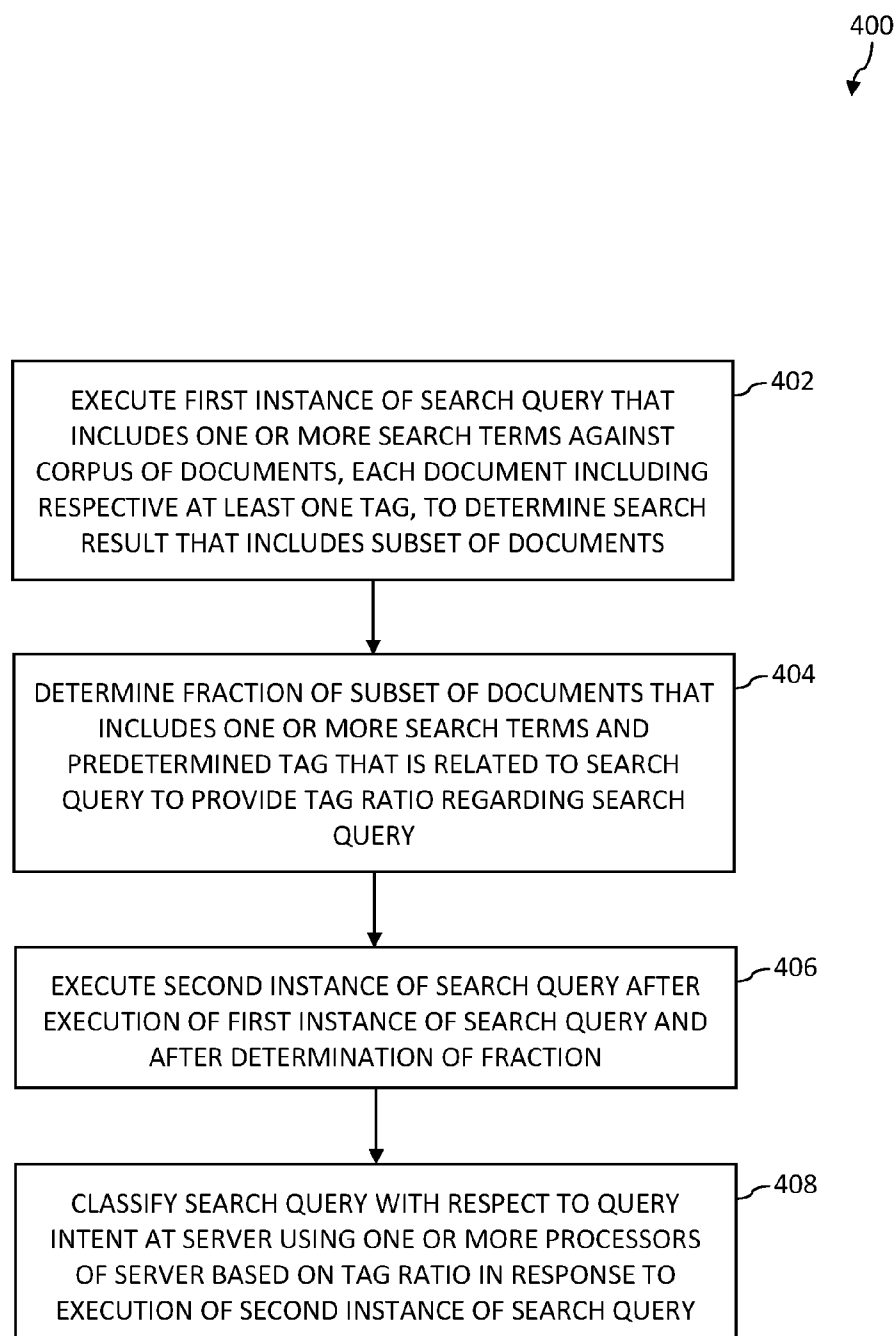 400
EXECUTE FIRST INSTANCE OF SEARCH QUERY THAT
INCLUDES ONE OR MORE SEARCH TERMS AGAINST
CORPUS OF DOCUMENTS, EACH DOCUMENT INCLUDING
RESPECTIVE AT LEAST ONE TAG, TO DETERMINE SEARCH
RESULT THAT INCLUDES SUBSET OF DOCUMENTS
402
DETERMINE FRACTION OF SUBSET OF DOCUMENTS THAT
INCLUDES ONE OR MORE SEARCH TERMS AND
PREDETERMINED TAG THAT IS RELATED TO SEARCH
QUERY TO PROVIDE TAG RATIO REGARDING SEARCH
QUERY
404
EXECUTE SECOND INSTANCE OF SEARCH QUERY AFTER
EXECUTION OF FIRST INSTANCE OF SEARCH QUERY AND
AFTER DETERMINATION OF FRACTION
406
CLASSIFY SEARCH QUERY WITH RESPECT TO QUERY
INTENT AT SERVER USING ONE OR MORE PROCESSORS
OF SERVER BASED ON TAG RATIO IN RESPONSE TO
EXECUTION OF SECOND INSTANCE OF SEARCH QUERY
408